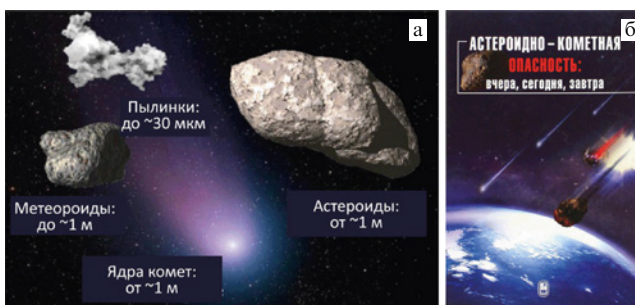 а
Пылинки:
до ~30 мкм
Метеороиды:
до ~1 м
Астероиды:
от ~1 м
Ядра комет:
от ~1 м
б
АСТЕРОИДНО – КОМЕТНАЯ
ОПАСНОСТЬ:
вчера, сегодня, завтра